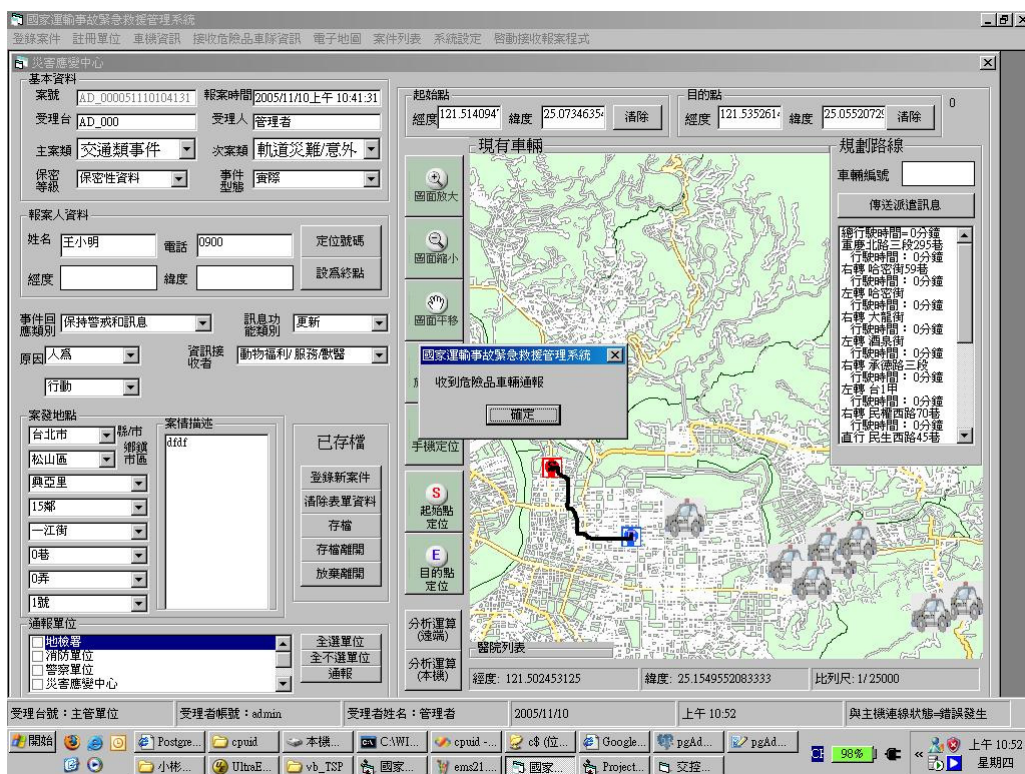 國家運輸事故緊急救援管理系統
登錄案件 註冊單位 車機資訊 接收危險品車隊資訊 電子地圖 案件列表 系統設定 啓動接收報案程式
災害應變中心
基本資料
案號 AD_000051110104131 報案時間 2005/11/10上午 10:41:31
受理台 AD_000 受理人 管理者
主案類 交通類事件 次案類 軌道災難/意外
保密等級 保密性資料 事件型態 實際
報案人資料
姓名 王小明 電話 0900 定位號碼
經度 緯度 設爲終點
事件回應類別 保持警戒和訊息 訊息功能類別 更新
原因 人爲 資訊接收者 動物福利/服務/獸醫
行動
案發地點
台北市 縣/市
松山區 鄉鎮市區
興亞里
15鄰
一江街
0巷
0弄
1號
案情描述
dfdf
已存檔
登錄新案件
清除表單資料
存檔
存檔離開
放棄離開
通報單位
地檢署
消防單位
警察單位
災害應變中心
全選單位
全不選單位
通報
起始點
經度 121.514094 緯度 25.0734635 清除
目的點
經度 121.535261 緯度 25.0552072 清除
0
現有車輛
圖面放大
圖面縮小
圖面平移
手機定位
S
起始點定位
E
目的點定位
分析運算(遠端)
分析運算(本機)
國家運輸事故緊急救援管理系統
收到危險品車輛通報
確定
規劃路線
車輛編號
傳送派遣訊息
總行駛時間=0分鐘
重慶北路三段295巷
行駛時間：0分鐘
右轉 哈密街59巷
行駛時間：0分鐘
左轉 哈密街
行駛時間：0分鐘
右轉 大龍街
行駛時間：0分鐘
左轉 酒泉街
行駛時間：0分鐘
右轉 承德路三段
行駛時間：0分鐘
左轉 台1甲
行駛時間：0分鐘
右轉 民權西路70巷
行駛時間：0分鐘
直行 民生西路45巷
醫院列表
經度: 121.502453125 緯度: 25.1549552083333 比列尺: 1/25000
受理台號：主管單位 受理者帳號：admin 受理者姓名：管理者 2005/11/10 上午 10:52 與主機連線狀態=錯誤發生
開始 Postgre... cpuid 本機... C:\WI... cpuid -... c$ (位... Google... pgAd... pgAd... 98% 上午 10:52
小彬... UltraE... vb_TSP 國家... ems21.... 國家... Project... 交控... 星期四